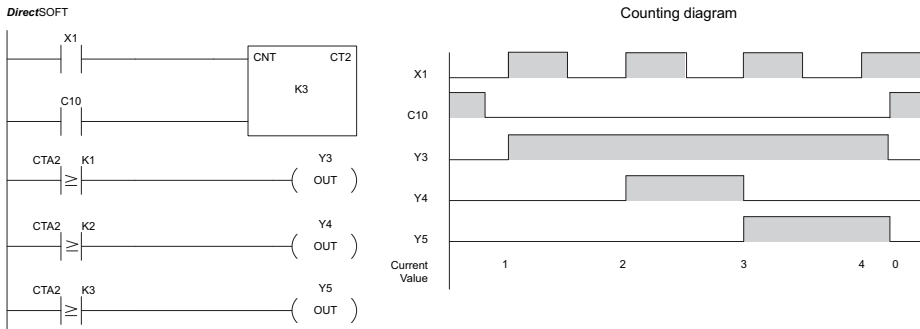 DirectSOFT
X1
CNT CT2
K3
C10
CTA2 K1 Y3
≥ OUT
CTA2 K2 Y4
≥ OUT
CTA2 K3 Y5
≥ OUT
Counting diagram
X1
C10
Y3
Y4
Y5
Current
Value
1 2 3 4 0